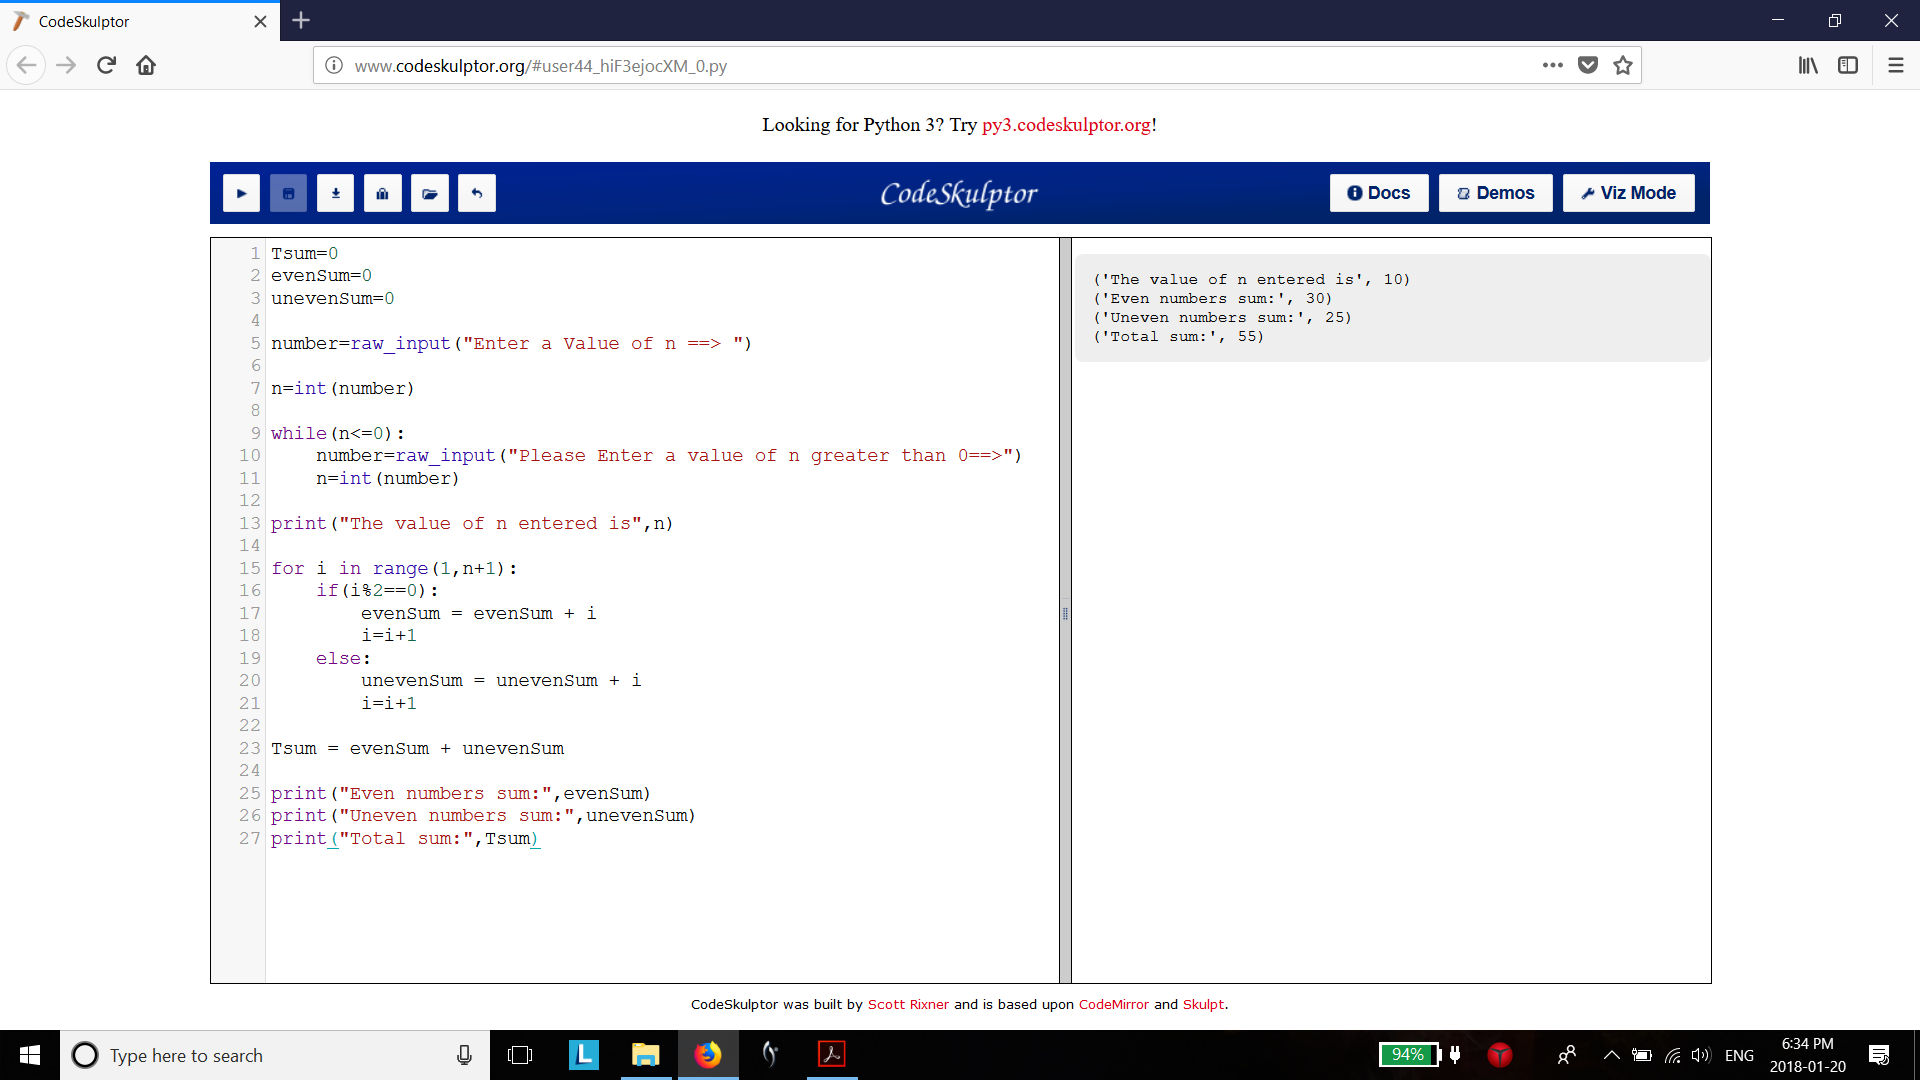 CodeSkulptor
www.codeskulptor.org/#user44_hiF3ejocXM_0.py
Looking for Python 3? Try py3.codeskulptor.org!
CodeSkulptor
Docs
Demos
Viz Mode
1 Tsum=0
2 evenSum=0
3 unevenSum=0
4
5 number=raw_input("Enter a Value of n ==> ")
6
7 n=int(number)
8
9 while(n<=0):
10     number=raw_input("Please Enter a value of n greater than 0==>")
11     n=int(number)
12
13 print("The value of n entered is",n)
14
15 for i in range(1,n+1):
16     if(i%2==0):
17         evenSum = evenSum + i
18         i=i+1
19     else:
20         unevenSum = unevenSum + i
21         i=i+1
22
23 Tsum = evenSum + unevenSum
24
25 print("Even numbers sum:",evenSum)
26 print("Uneven numbers sum:",unevenSum)
27 print("Total sum:",Tsum)
('The value of n entered is', 10)
('Even numbers sum:', 30)
('Uneven numbers sum:', 25)
('Total sum:', 55)
CodeSkulptor was built by Scott Rixner and is based upon CodeMirror and Skulpt.
Type here to search
L
94%
ENG
6:34 PM
2018-01-20